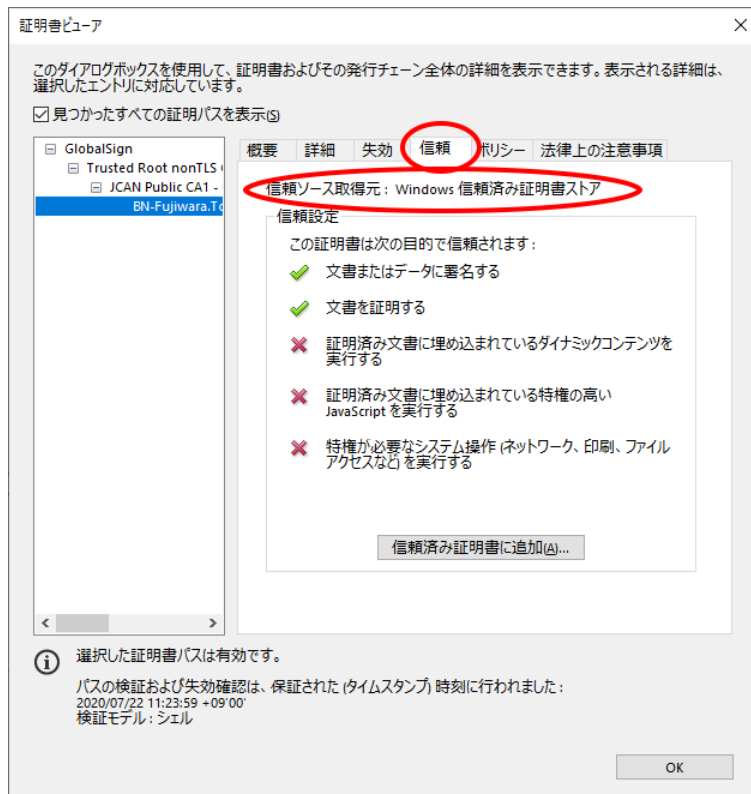 証明書ビューア
このダイアログボックスを使用して、証明書およびその発行チェーン全体の詳細を表示できます。表示される詳細は、
選択したエントリに対応しています。
見つかったすべての証明パスを表示(S)
GlobalSign
Trusted Root nonTLS
JCAN Public CA1 -
BN-Fujiwara.To
概要 詳細 失効 信頼 ポリシー 法律上の注意事項
信頼ソース取得元 : Windows 信頼済み証明書ストア
信頼設定
この証明書は次の目的で信頼されます :
文書またはデータに署名する
文書を証明する
証明済み文書に埋め込まれているダイナミックコンテンツを
実行する
証明済み文書に埋め込まれている特権の高い
JavaScript を実行する
特権が必要なシステム操作 (ネットワーク、印刷、ファイル
アクセスなど) を実行する
信頼済み証明書に追加(A)...
選択した証明書パスは有効です。
パスの検証および失効確認は、保証された (タイムスタンプ) 時刻に行われました :
2020/07/22 11:23:59 +09'00'
検証モデル : シェル
OK